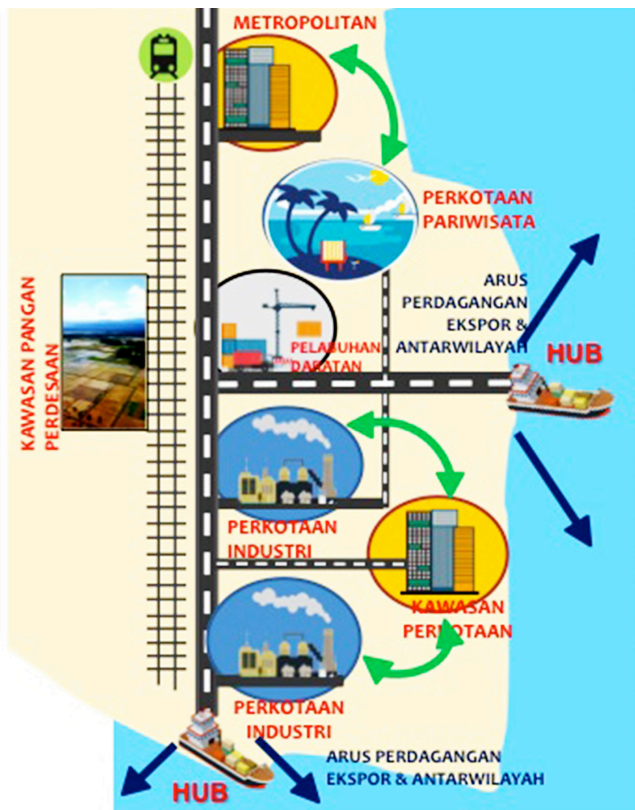 METROPOLITAN
PERKOTAAN
PARIWISATA
ARUS
PERDAGANGAN
EKSPOR &
ANTARWILAYAH
HUB
PELABUHAN
DARATAN
KAWASAN PANGAN
PERDESAAN
PERKOTAAN
INDUSTRI
KAWASAN
PERKOTAAN
PERKOTAAN
INDUSTRI
ARUS PERDAGANGAN
EKSPOR & ANTARWILAYAH
HUB